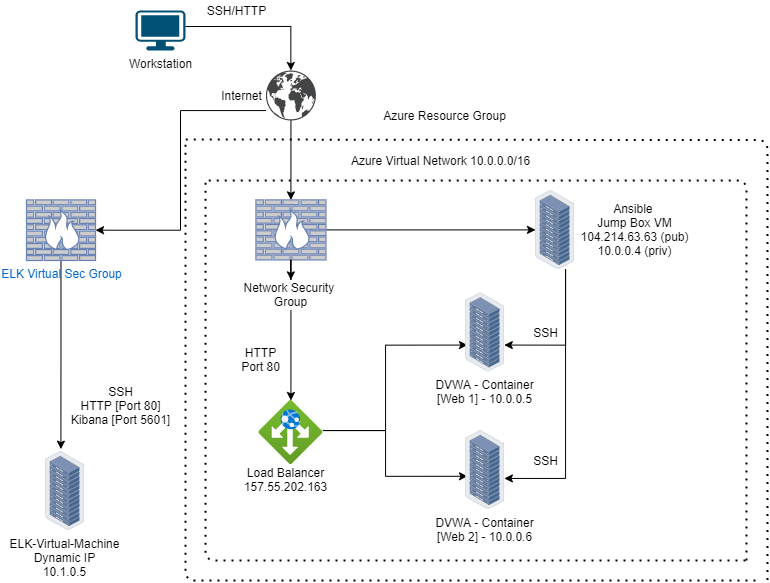 SSH/HTTP
Workstation
Internet
Azure Resource Group
Azure Virtual Network 10.0.0.0/16
Ansible
Jump Box VM
104.214.63.63 (pub)
10.0.0.4 (priv)
ELK Virtual Sec Group
Network Security
Group
HTTP
Port 80
SSH
DVWA - Container
[Web 1] - 10.0.0.5
SSH
HTTP [Port 80]
Kibana [Port 5601]
Load Balancer
157.55.202.163
SSH
DVWA - Container
[Web 2] - 10.0.0.6
ELK-Virtual-Machine
Dynamic IP
10.1.0.5